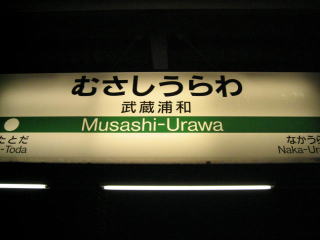 むさしうらわ
武蔵浦和
Musashi-Urawa
たとだ
-Toda
なかうら
Naka-Ur